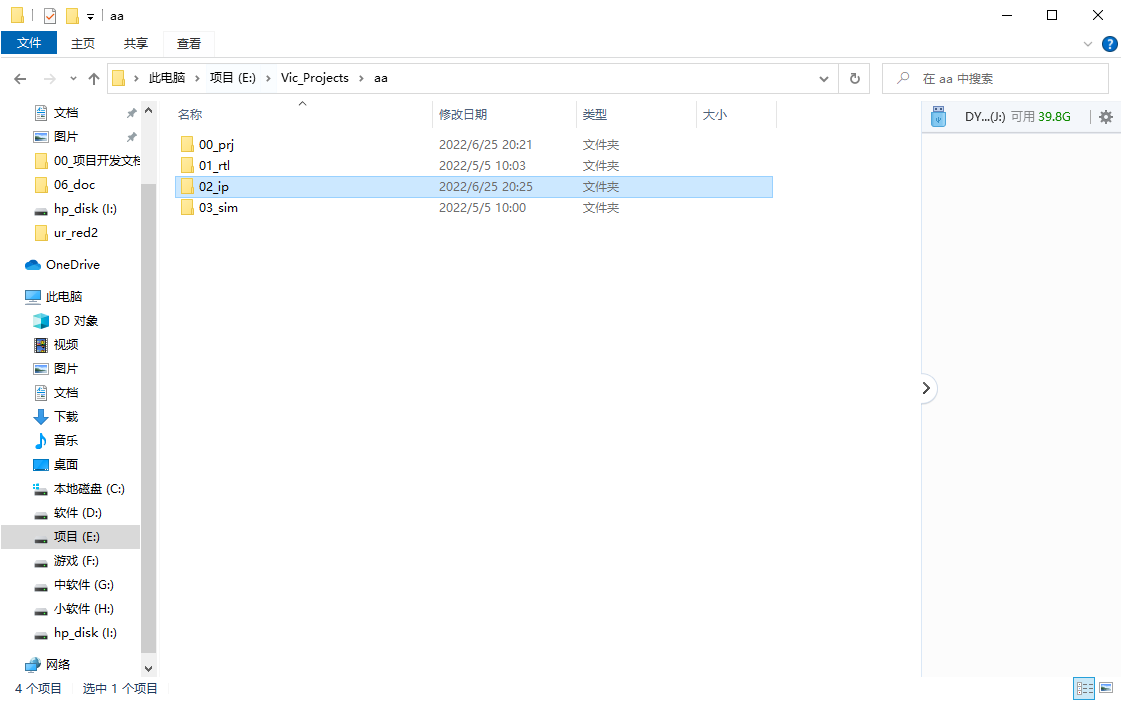 aa
文件 主页 共享 查看
此电脑 项目 (E:) Vic_Projects aa
在 aa 中搜索
文档
图片
00_项目开发文档
06_doc
hp_disk (I:)
ur_red2
OneDrive
此电脑
3D 对象
视频
图片
文档
下载
音乐
桌面
本地磁盘 (C:)
软件 (D:)
项目 (E:)
游戏 (F:)
中软件 (G:)
小软件 (H:)
hp_disk (I:)
网络
名称 修改日期 类型 大小
00_prj 2022/6/25 20:21 文件夹
01_rtl 2022/5/5 10:03 文件夹
02_ip 2022/6/25 20:25 文件夹
03_sim 2022/5/5 10:00 文件夹
DY...(J:) 可用 39.8G
4 个项目 选中 1 个项目